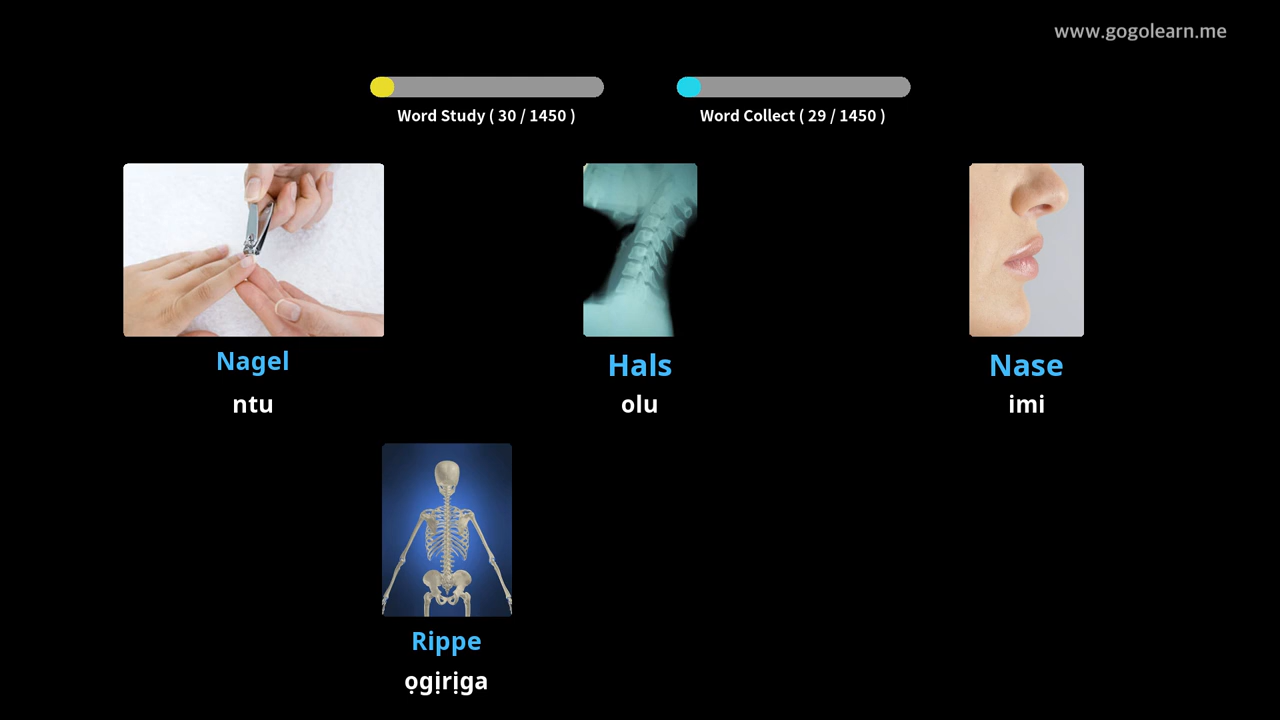 www.gogolearn.me
Word Study ( 30 / 1450 )
Word Collect ( 29 / 1450 )
Nagel
ntu
Hals
olu
Nase
imi
Rippe
ọgịrịga